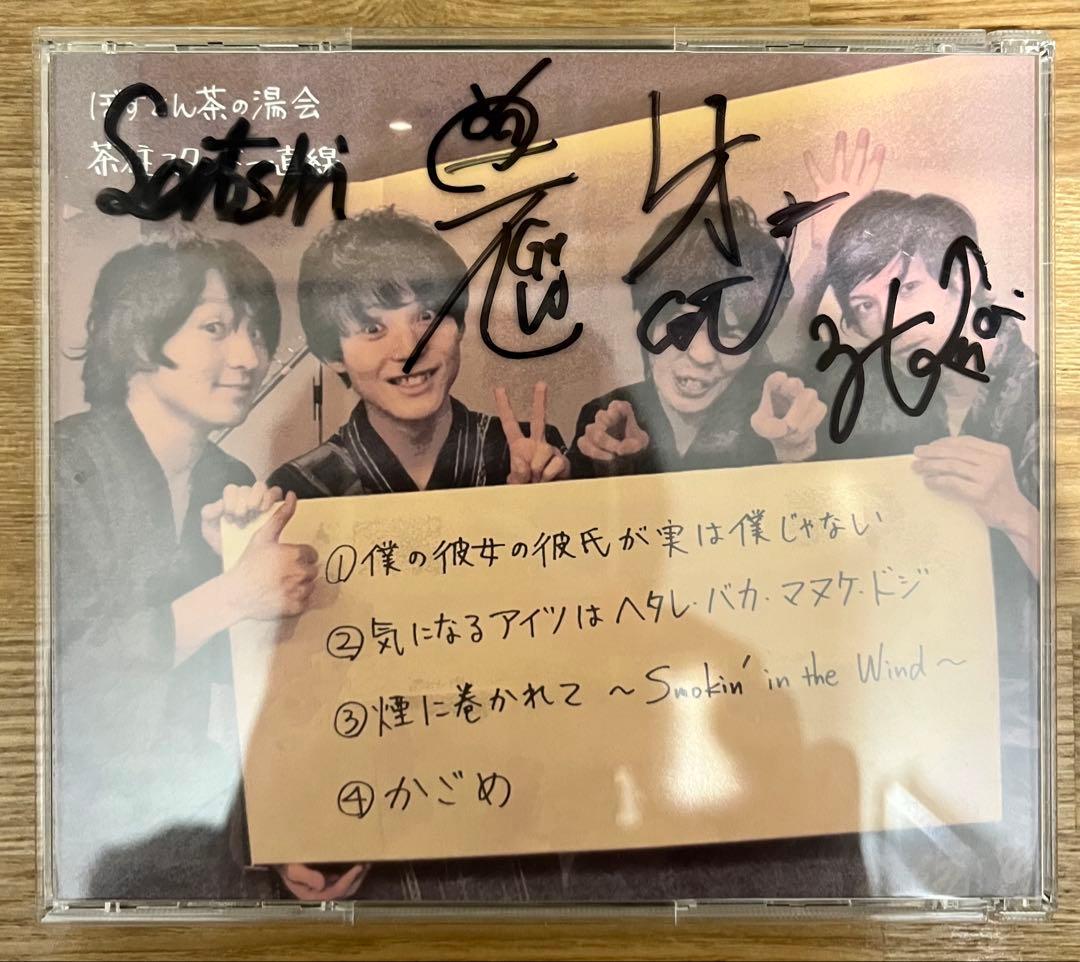 ぼすとん茶の湯会
Satoshi
①僕の彼女の彼氏が実は僕じゃない
②気になるアイツはヘタレ・バカ・マヌケ・ドジ
③煙に巻かれて ～Smokin' in the Wind～
④かごめ